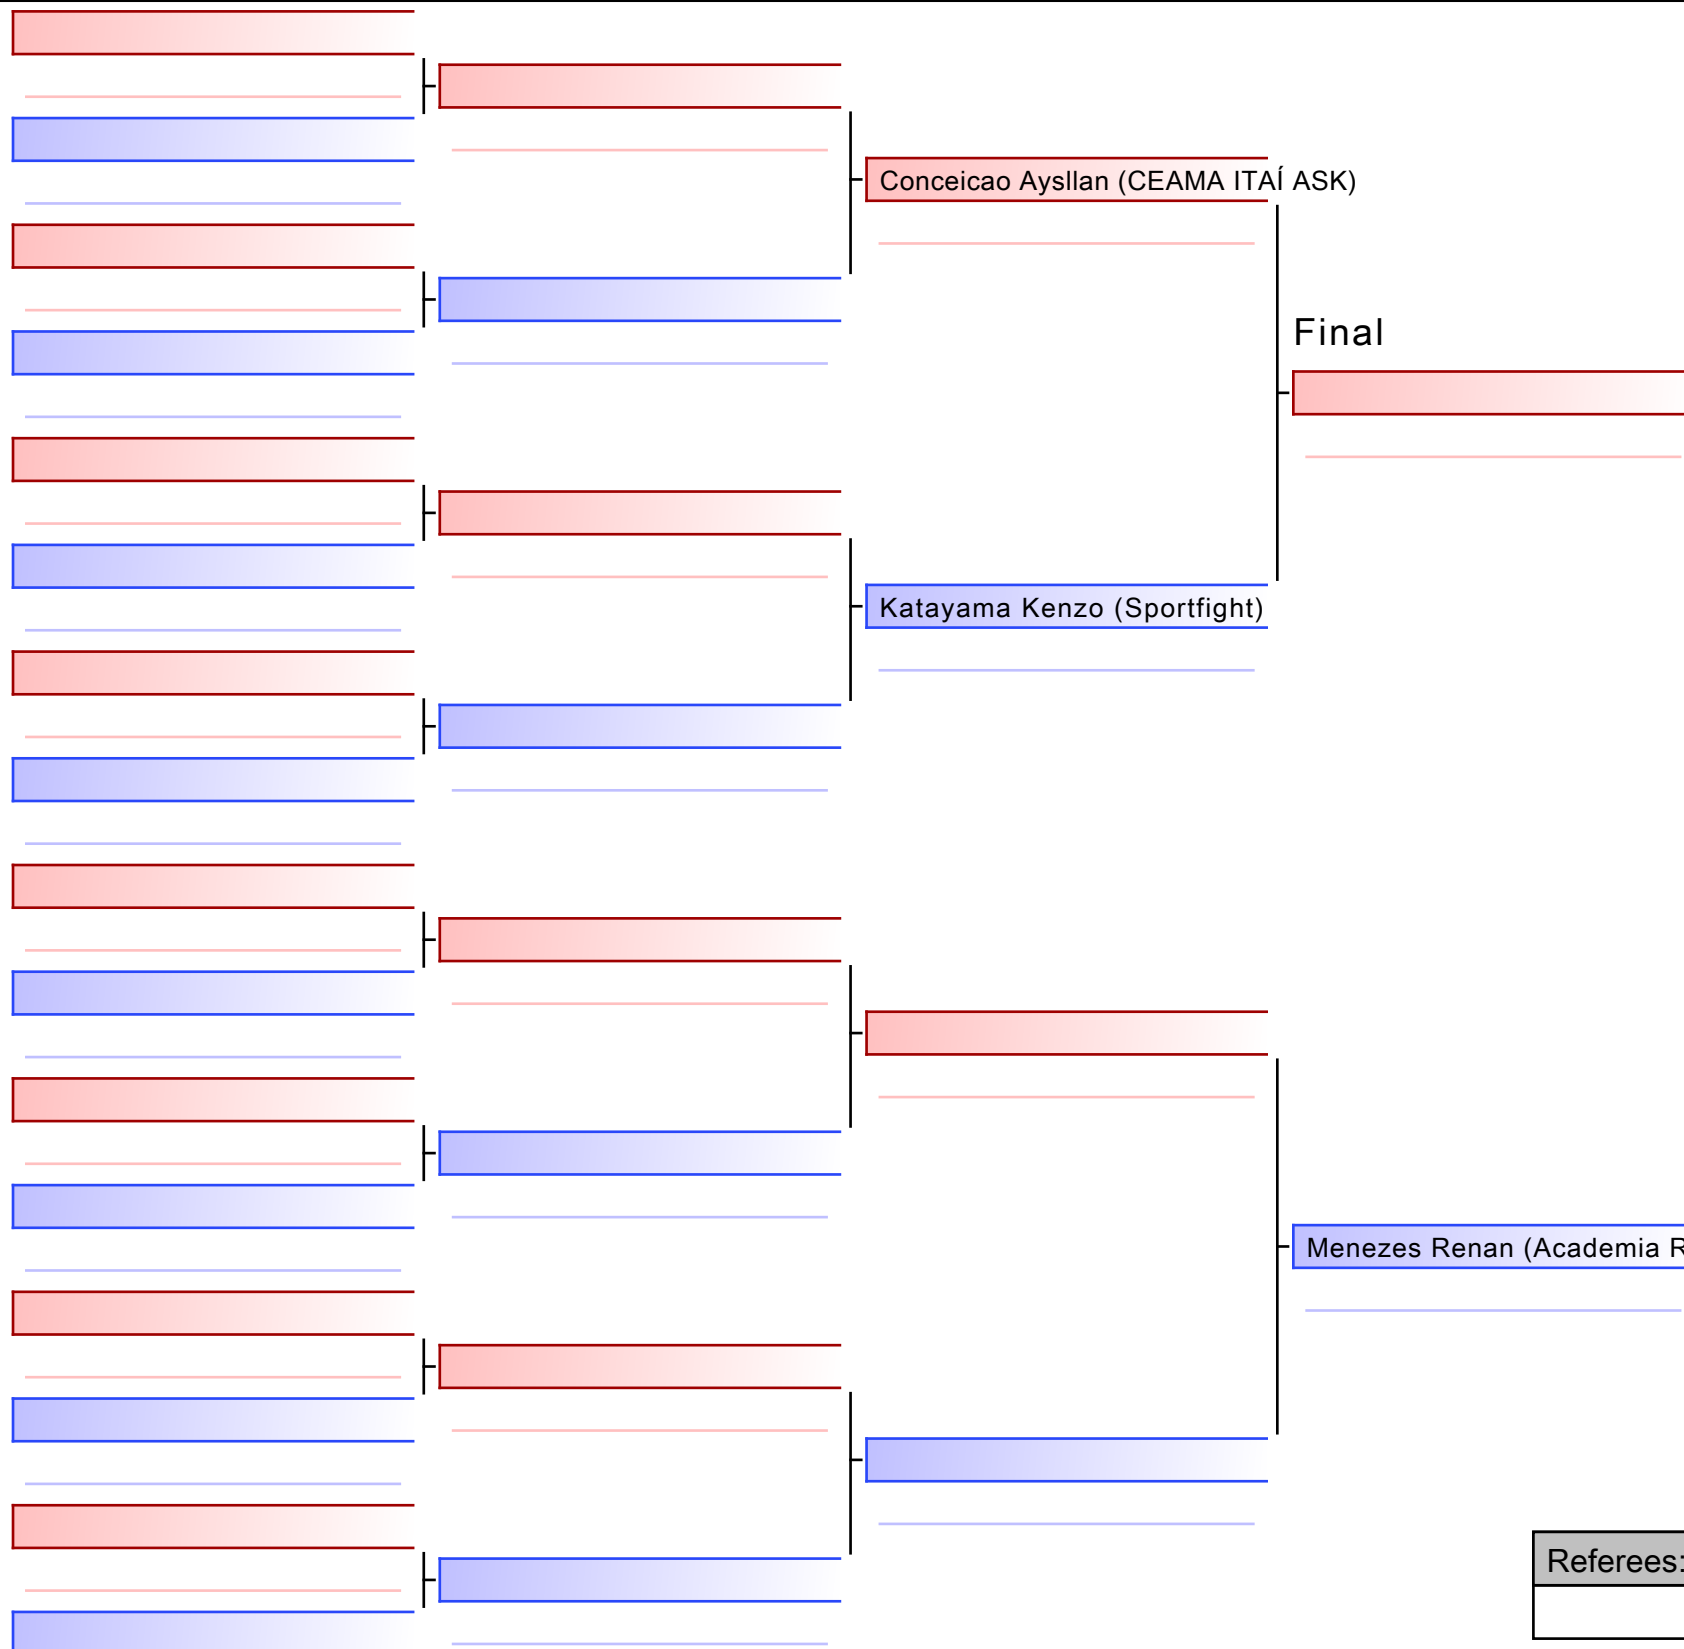 Conceicao Aysllan (CEAMA ITAÍ ASK)
Final
Katayama Kenzo (Sportfight)
Menezes Renan (Academia
Referees: